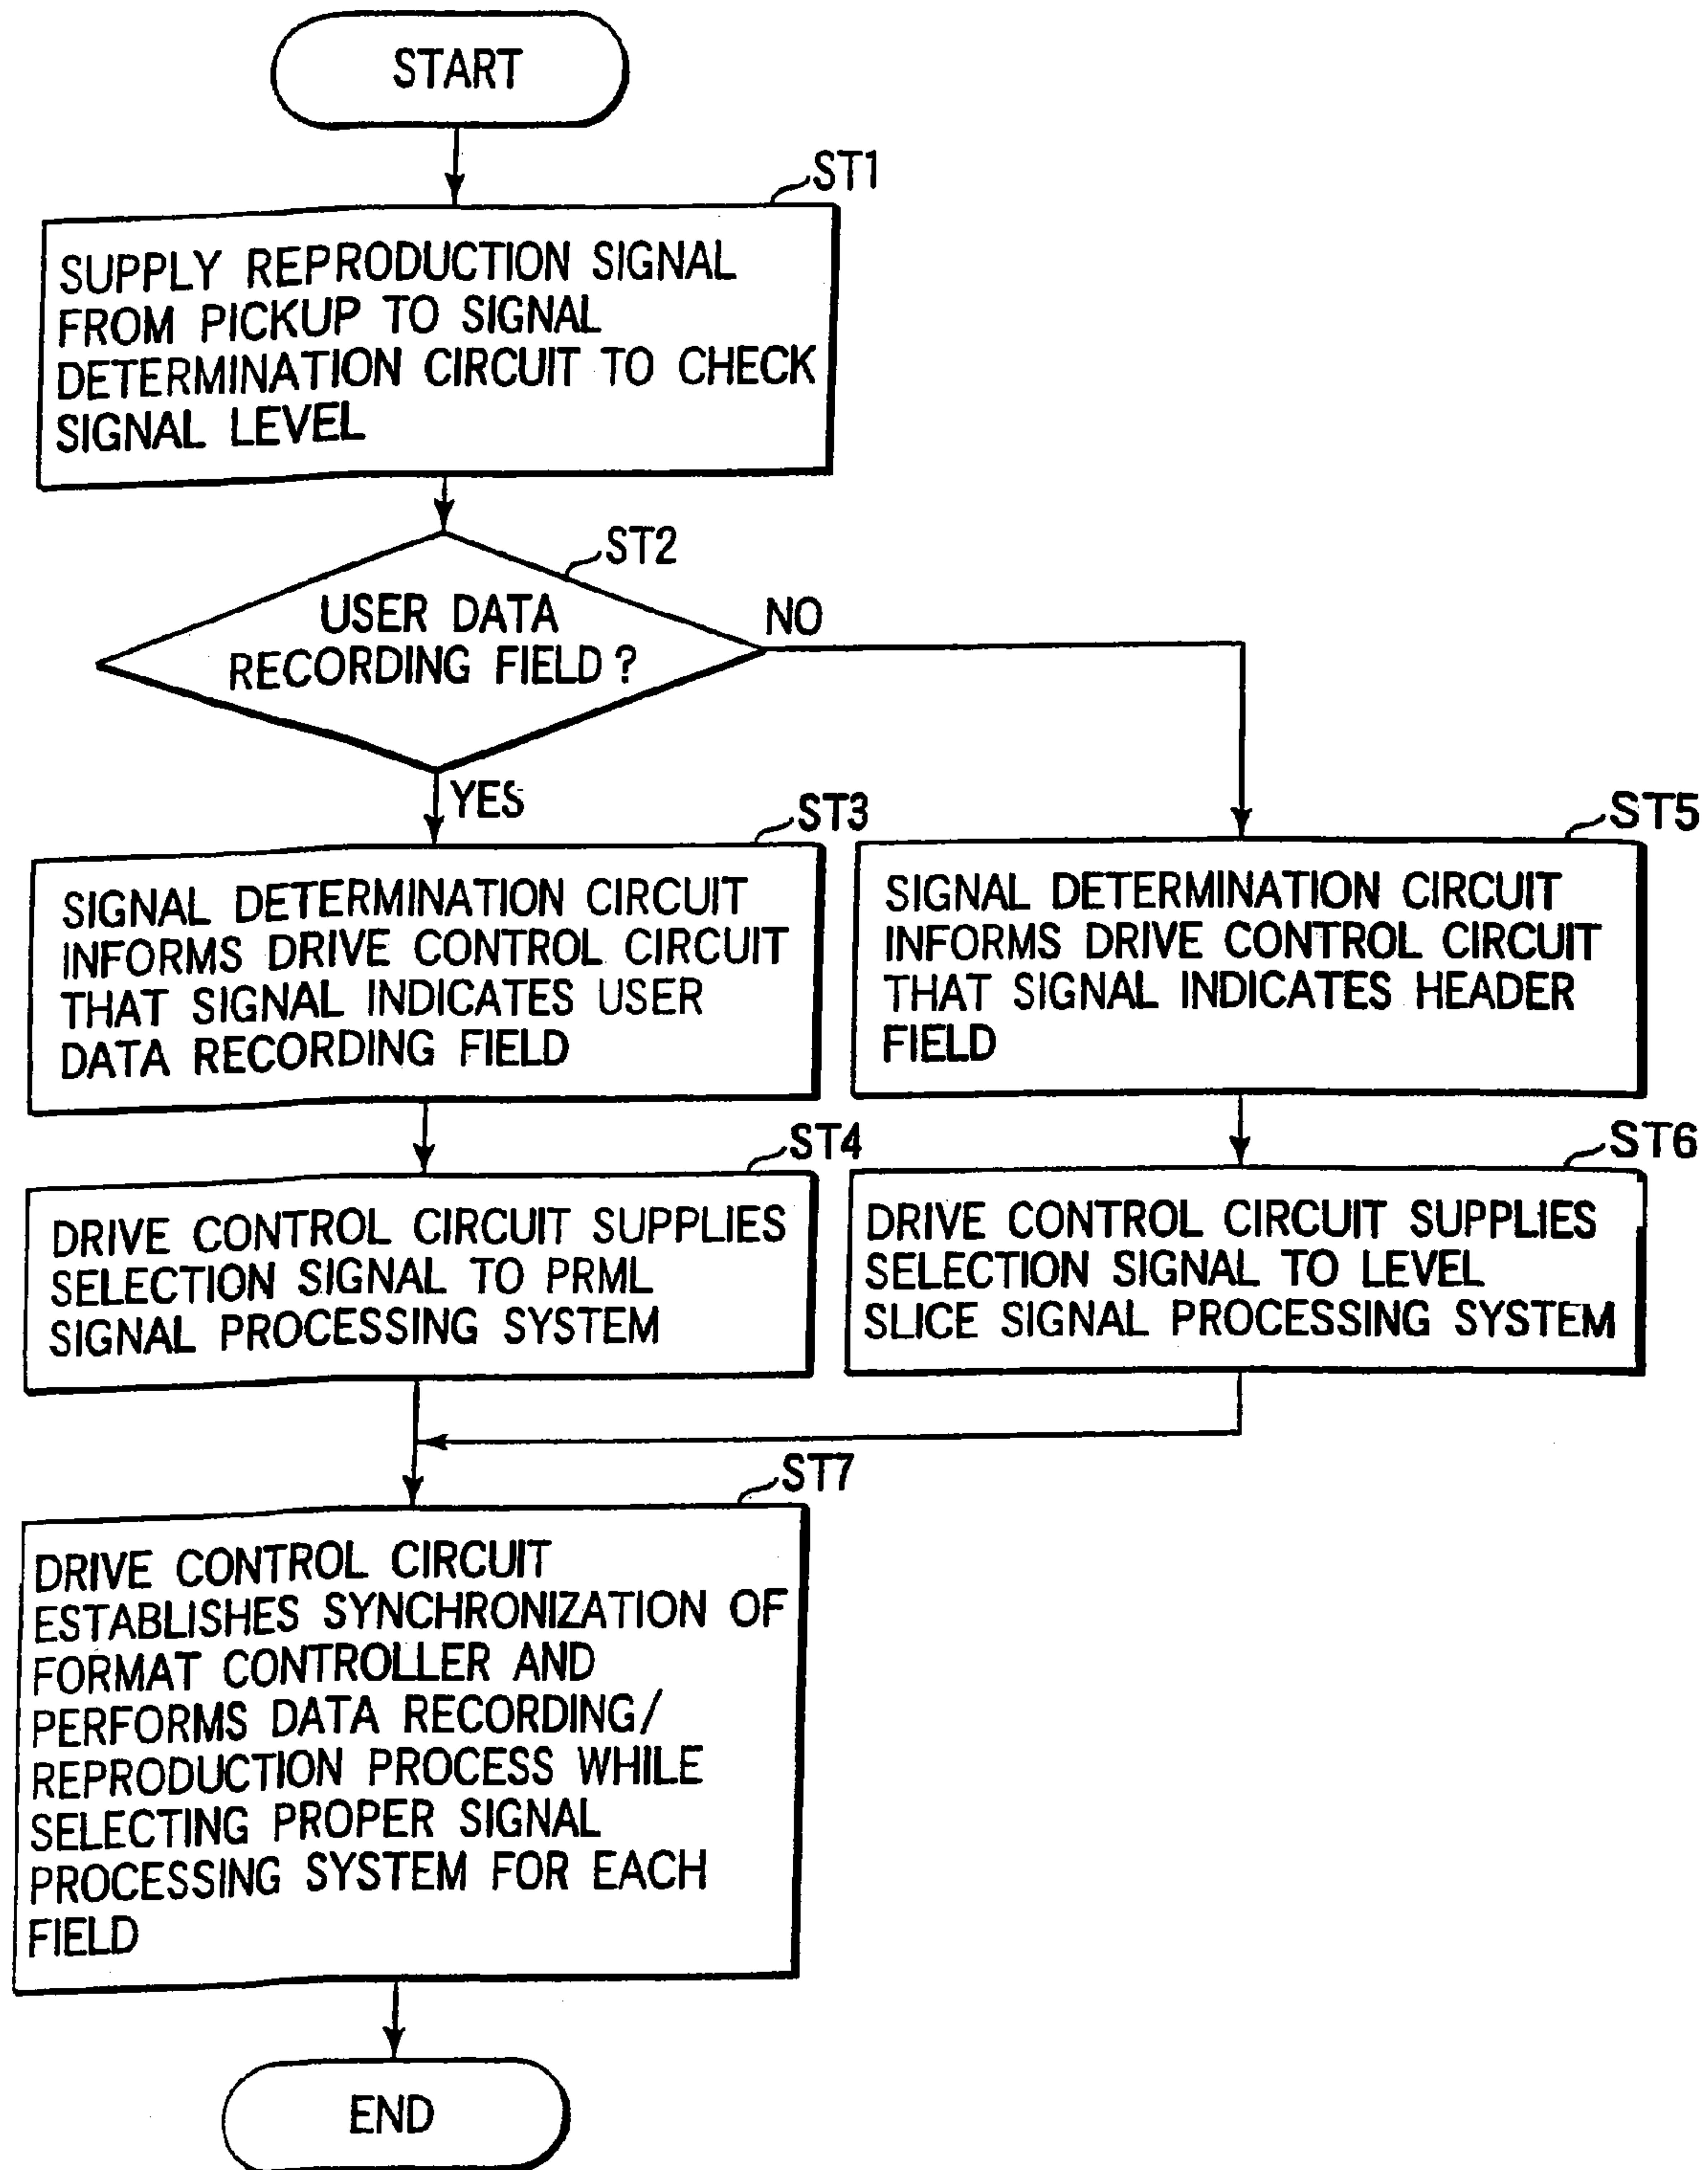 START
ST1
SUPPLY REPRODUCTION SIGNAL
FROM PICKUP TO SIGNAL
DETERMINATION CIRCUIT TO CHECK
SIGNAL LEVEL
ST2
USER DATA
RECORDING FIELD?
NO
YES
ST3
SIGNAL DETERMINATION CIRCUIT
INFORMS DRIVE CONTROL CIRCUIT
THAT SIGNAL INDICATES USER
DATA RECORDING FIELD
ST5
SIGNAL DETERMINATION CIRCUIT
INFORMS DRIVE CONTROL CIRCUIT
THAT SIGNAL INDICATES HEADER
FIELD
ST4
DRIVE CONTROL CIRCUIT SUPPLIES
SELECTION SIGNAL TO PRML
SIGNAL PROCESSING SYSTEM
ST6
DRIVE CONTROL CIRCUIT SUPPLIES
SELECTION SIGNAL TO LEVEL
SLICE SIGNAL PROCESSING SYSTEM
ST7
DRIVE CONTROL CIRCUIT
ESTABLISHES SYNCHRONIZATION OF
FORMAT CONTROLLER AND
PERFORMS DATA RECORDING/
REPRODUCTION PROCESS WHILE
SELECTING PROPER SIGNAL
PROCESSING SYSTEM FOR EACH
FIELD
END